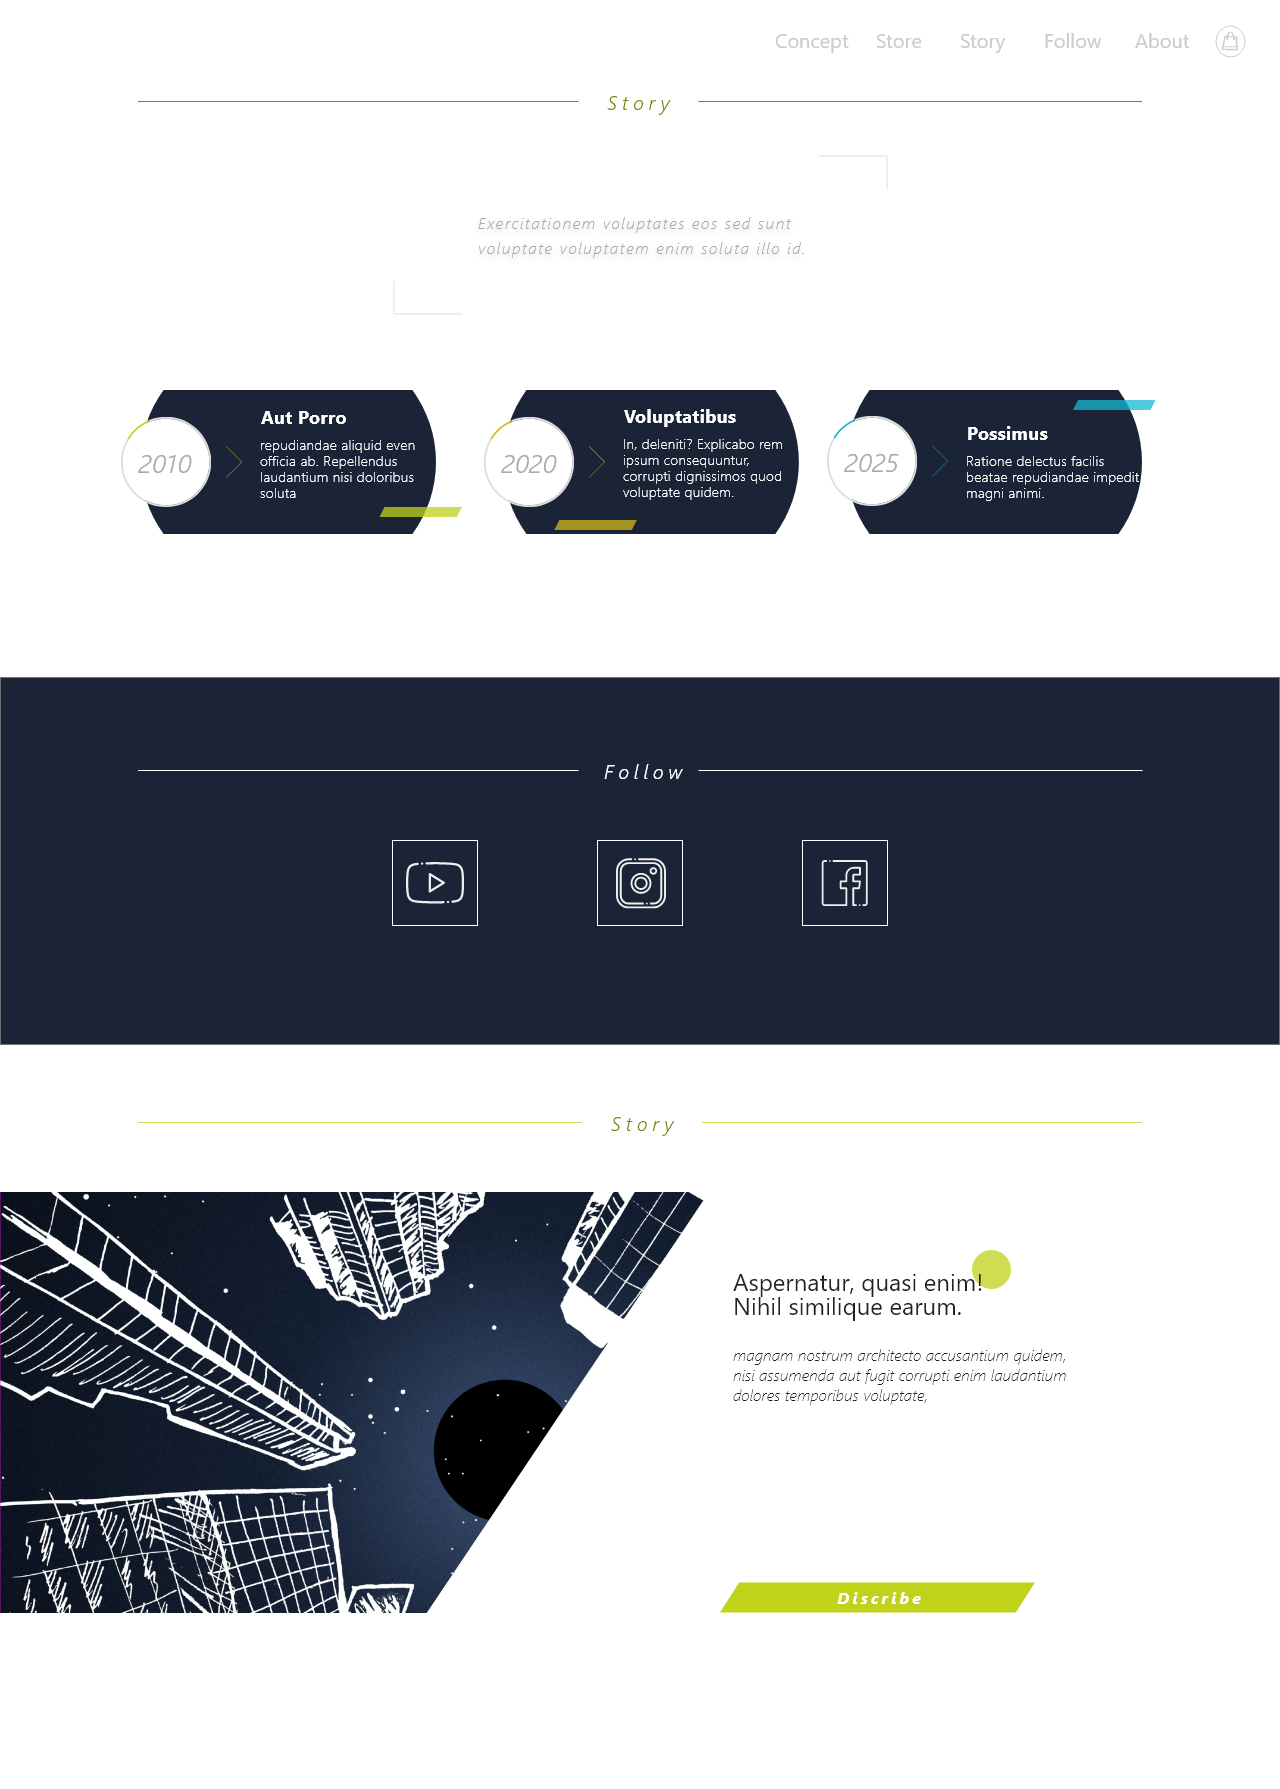 Concept Store Story Follow About
Story
Exercitationem voluptates eos sed sunt
voluptate voluptatem enim soluta illo id.
2010
Aut Porro
repudiandae aliquid even
officia ab. Repellendus
laudantium nisi doloribus
soluta
2020
Voluptatibus
In, deleniti? Explicabo rem
ipsum consequuntur,
corrupti dignissimos quod
voluptate quidem.
2025
Possimus
Ratione delectus facilis
beatae repudiandae impedit
magni animi.
Follow
Story
Aspernatur, quasi enim!
Nihil similique earum.
magnam nostrum architecto accusantium quidem,
nisi assumenda aut fugit corrupti enim laudantium
dolores temporibus voluptate,
Discribe